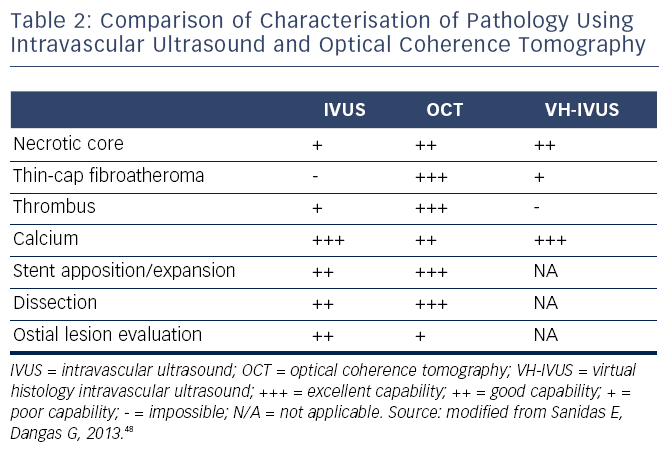 Table 2: Comparison of Characterisation of Pathology Using
Intravascular Ultrasound and Optical Coherence Tomography
IVUS OCT VH-IVUS
Necrotic core + ++ ++
Thin-cap fibroatheroma - +++ +
Thrombus + +++ -
Calcium +++ ++ +++
Stent apposition/expansion ++ +++ NA
Dissection ++ +++ NA
Ostial lesion evaluation ++ + NA
IVUS = intravascular ultrasound; OCT = optical coherence tomography; VH-IVUS = virtual
histology intravascular ultrasound; +++ = excellent capability; ++ = good capability; + =
poor capability; - = impossible; N/A = not applicable. Source: modified from Sanidas E,
Dangas G, 2013.⁴⁸